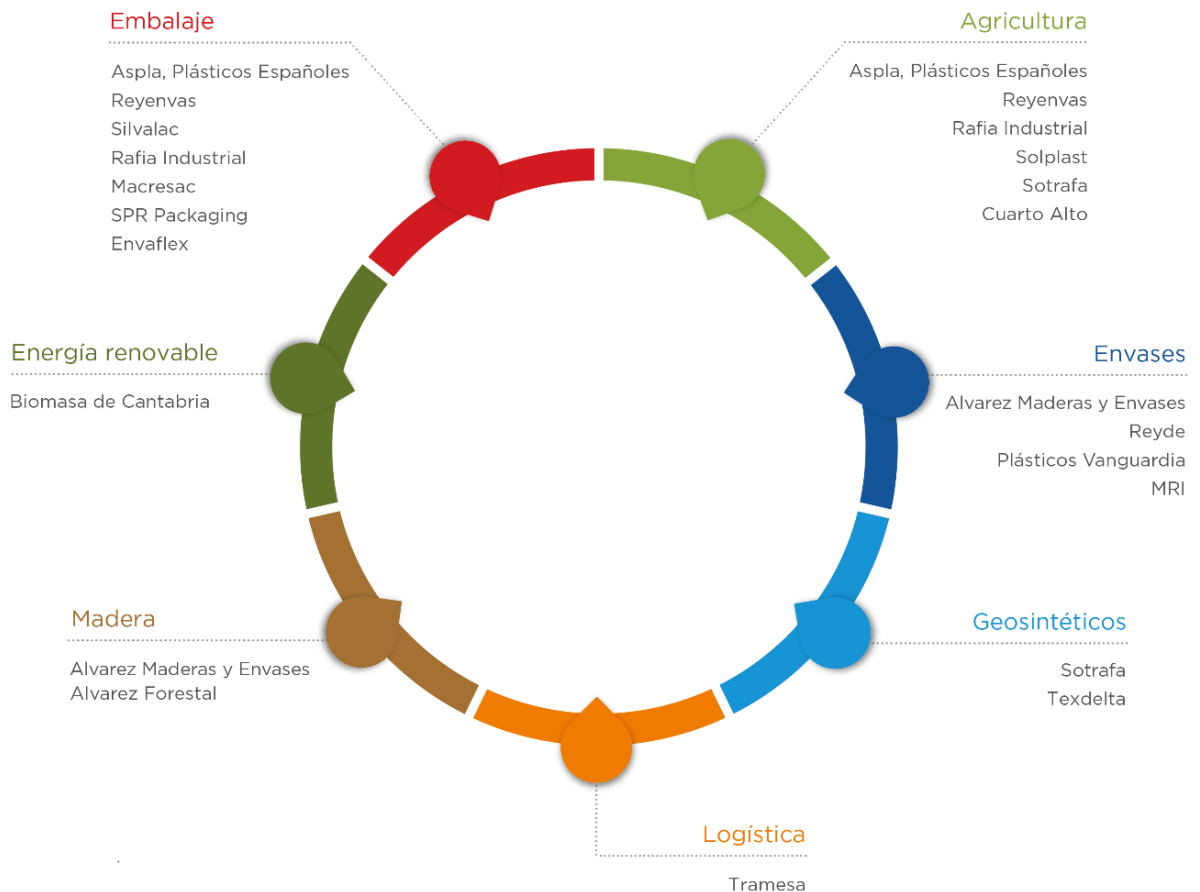 Embalaje
Aspla, Plásticos Españoles
Reyenvas
Silvalac
Rafia Industrial
Macresac
SPR Packaging
Envaflex
Agricultura
Aspla, Plásticos Españoles
Reyenvas
Rafia Industrial
Solplast
Sotrafa
Cuarto Alto
Energía renovable
Biomasa de Cantabria
Envases
Alvarez Maderas y Envases
Reyde
Plásticos Vanguardia
MRI
Madera
Alvarez Maderas y Envases
Alvarez Forestal
Geosintéticos
Sotrafa
Texdelta
Logística
Tramesa